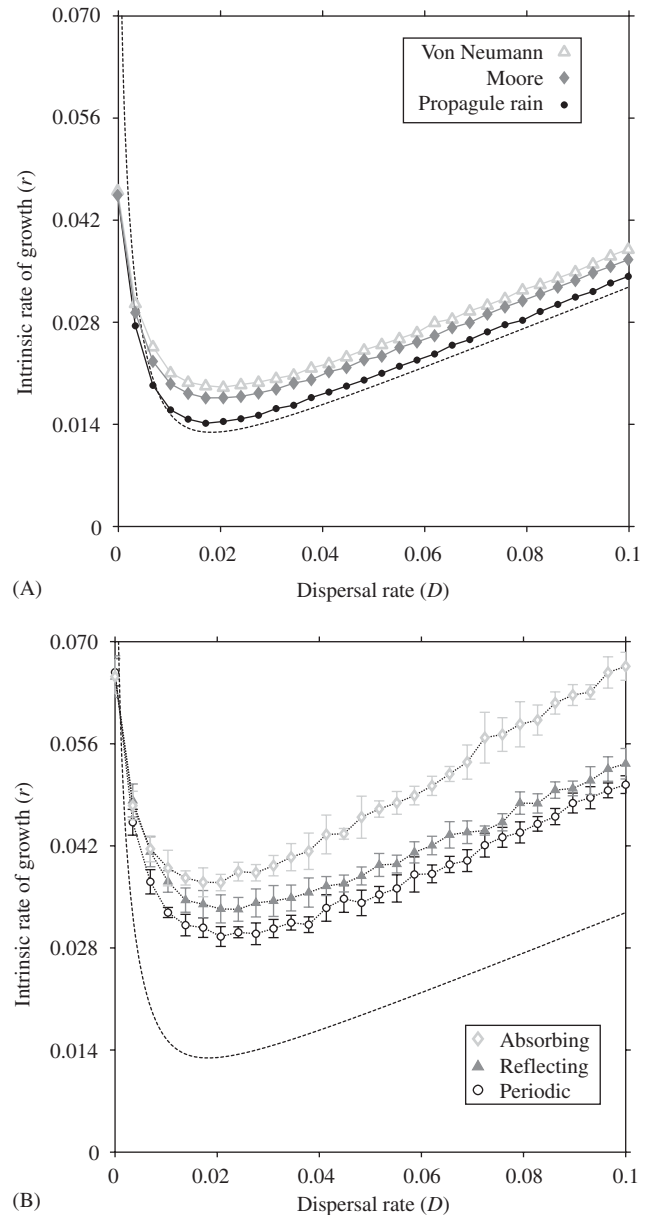 0.070
Von Neumann
Moore
Propagule rain
0.056
0.042
0.028
0.014
0
Intrinsic rate of growth (r)
0 0.02 0.04 0.06 0.08 0.1
(A) Dispersal rate (D)
0.070
0.056
0.042
0.028
0.014
0
Intrinsic rate of growth (r)
Absorbing
Reflecting
Periodic
0 0.02 0.04 0.06 0.08 0.1
(B) Dispersal rate (D)